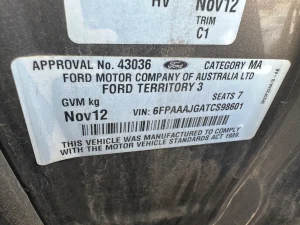 HV Nov12
TRIM
C1
APPROVAL No. 43036 Ford CATEGORY MA
FORD MOTOR COMPANY OF AUSTRALIA LTD
FORD TERRITORY 3
GVM kg SEATS 7
Nov12 VIN: 6FPAAAJGATCS98601
THIS VEHICLE WAS MANUFACTURED TO COMPLY
WITH THE MOTOR VEHICLE STANDARDS ACT 1989.